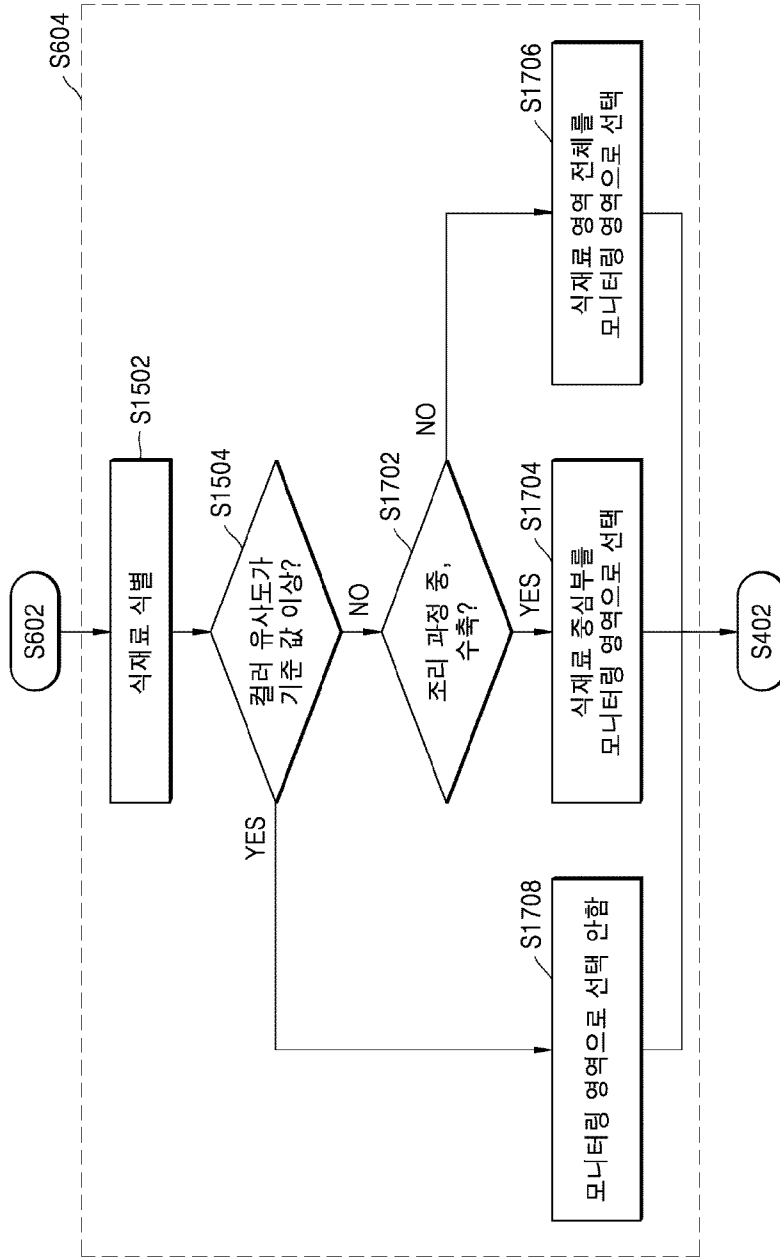 S602
S604
S1502
식재료 식별
S1504
컬러 유사도가
기준 값 이상?
YES
NO
S1702
조리 과정 중,
수축?
NO
YES
S1708
모니터링 영역으로 선택 안함
S1704
식재료 중심부를
모니터링 영역으로 선택
S1706
식재료 영역 전체를
모니터링 영역으로 선택
S402